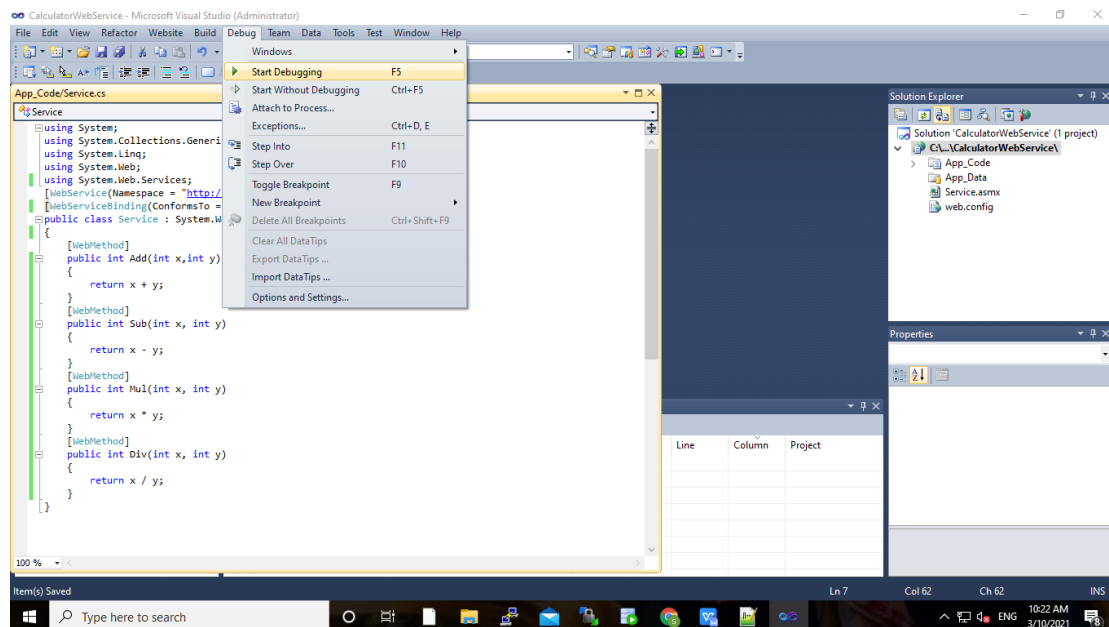 CalculatorWebService - Microsoft Visual Studio (Administrator)
File Edit View Refactor Website Build Debug Team Data Tools Test Window Help
Windows
Start Debugging F5
Start Without Debugging Ctrl+F5
Attach to Process...
Exceptions... Ctrl+D, E
Step Into F11
Step Over F10
Toggle Breakpoint F9
New Breakpoint
Delete All Breakpoints Ctrl+Shift+F9
Clear All DataTips
Export DataTips ...
Import DataTips ...
Options and Settings...
App_Code/Service.cs
Service
using System;
using System.Collections.Generi
using System.Linq;
using System.Web;
using System.Web.Services;
[WebService(Namespace = "http:/
[WebServiceBinding(ConformsTo =
public class Service : System.W
{
[WebMethod]
public int Add(int x,int y)
{
return x + y;
}
[WebMethod]
public int Sub(int x, int y)
{
return x - y;
}
[WebMethod]
public int Mul(int x, int y)
{
return x * y;
}
[WebMethod]
public int Div(int x, int y)
{
return x / y;
}
}
100 %
Solution Explorer
Solution 'CalculatorWebService' (1 project)
C:\...\CalculatorWebService\
App_Code
App_Data
Service.asmx
web.config
Properties
Line Column Project
Item(s) Saved Ln 7 Col 62 Ch 62 INS
Type here to search
ENG
10:22 AM
3/10/2021
8